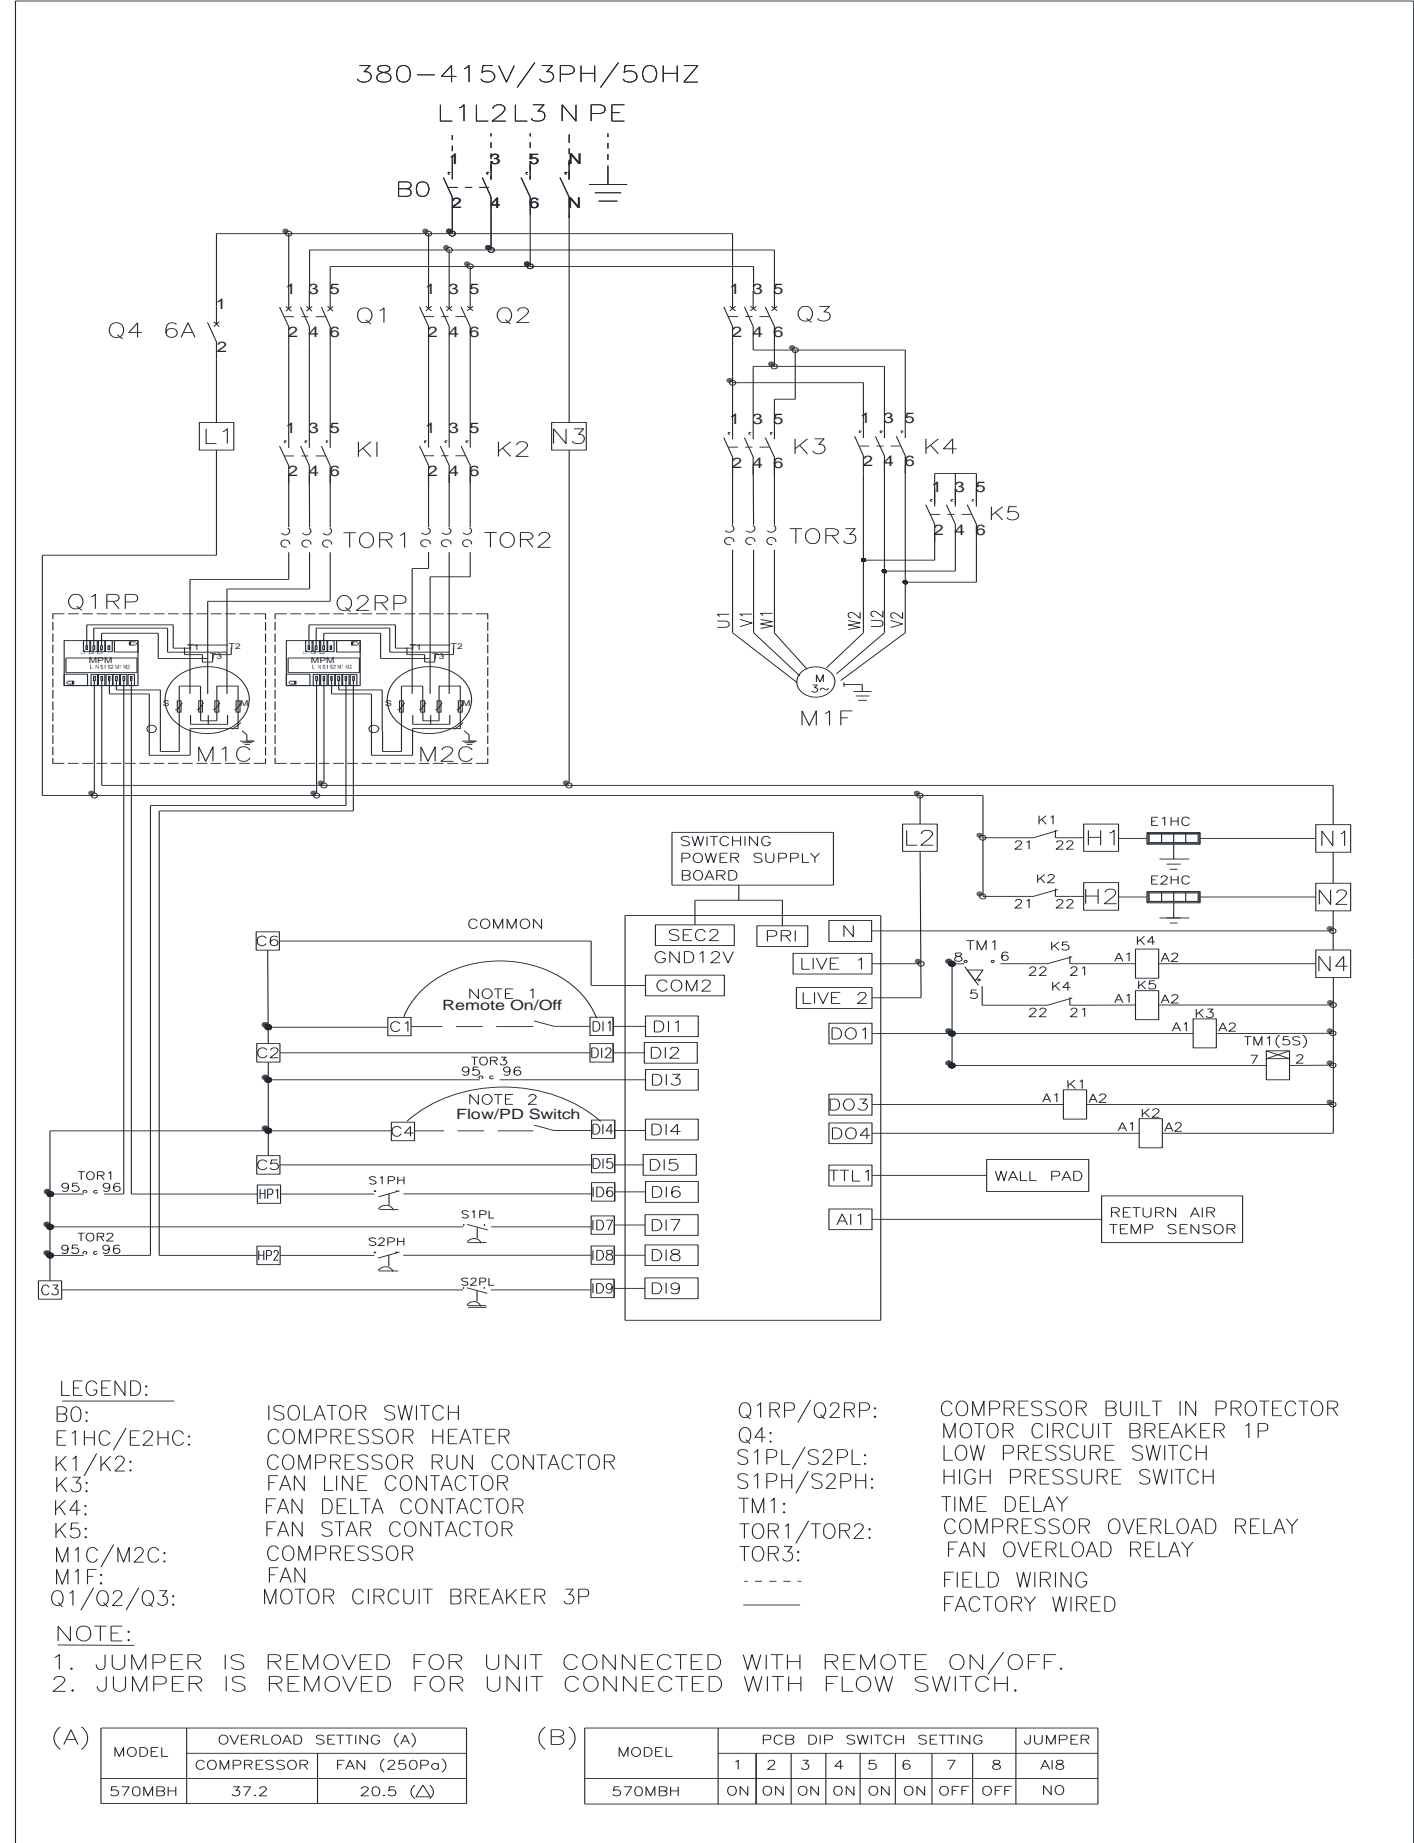 380-415V/3PH/50HZ
L1 L2 L3 N PE
1 3 5 N
B0
2 4 6 N
1 3 5 1 3 5 1 3 5
1
Q4 6A Q1 Q2 Q3
2
2 4 6 2 4 6 2 4 6
1 3 5 1 3 5 1 3 5 1 3 5
L1 K1 K2 N3 K3 K4
2 4 6 2 4 6 2 4 6 2 4 6
1 3 5
K5
2 4 6
TOR1 TOR2 TOR3
Q1RP Q2RP
U1 V1 W1 W2 U2 V2
T1 T2 T3 T1 T2 T3
MPM MPM
L N S1 S2 M1 M2 L N S1 S2 M1 M2
S M S M
M
3~
M1F
M1C M2C
SWITCHING
POWER SUPPLY
BOARD
L2
K1
21 22
H1
E1HC
N1
K2
21 22
H2
E2HC
N2
COMMON
C6
SEC2 PRI N
GND12V
LIVE 1
COM2
LIVE 2
TM1
8 6
5
K5
22 21
K4
A1 A2
N4
K4
22 21
K5
A1 A2
NOTE 1
Remote On/Off
C1 DI1 DI1 DO1
K3
A1 A2
C2 DI2 DI2
TM1(5S)
7 2
TOR3
95 96
DI3
NOTE 2
Flow/PD Switch
DO3
K1
A1 A2
C4 DI4 DI4 DO4
K2
A1 A2
C5 DI5 DI5
TTL1 WALL PAD
TOR1
95 96
HP1 S1PH ID6 DI6
S1PL ID7 DI7
AI1
RETURN AIR
TEMP SENSOR
TOR2
95 96
HP2 S2PH ID8 DI8
C3 S2PL ID9 DI9
LEGEND:
B0: ISOLATOR SWITCH
E1HC/E2HC: COMPRESSOR HEATER
K1/K2: COMPRESSOR RUN CONTACTOR
K3: FAN LINE CONTACTOR
K4: FAN DELTA CONTACTOR
K5: FAN STAR CONTACTOR
M1C/M2C: COMPRESSOR
M1F: FAN
Q1/Q2/Q3: MOTOR CIRCUIT BREAKER 3P
Q1RP/Q2RP: COMPRESSOR BUILT IN PROTECTOR
Q4: MOTOR CIRCUIT BREAKER 1P
S1PL/S2PL: LOW PRESSURE SWITCH
S1PH/S2PH: HIGH PRESSURE SWITCH
TM1: TIME DELAY
TOR1/TOR2: COMPRESSOR OVERLOAD RELAY
TOR3: FAN OVERLOAD RELAY
FIELD WIRING
FACTORY WIRED
NOTE:
1. JUMPER IS REMOVED FOR UNIT CONNECTED WITH REMOTE ON/OFF.
2. JUMPER IS REMOVED FOR UNIT CONNECTED WITH FLOW SWITCH.
(A)
MODEL OVERLOAD SETTING (A)
COMPRESSOR FAN (250Pa)
570MBH 37.2 20.5 (△)
(B)
MODEL PCB DIP SWITCH SETTING JUMPER
1 2 3 4 5 6 7 8 AI8
570MBH ON ON ON ON ON ON OFF OFF NO